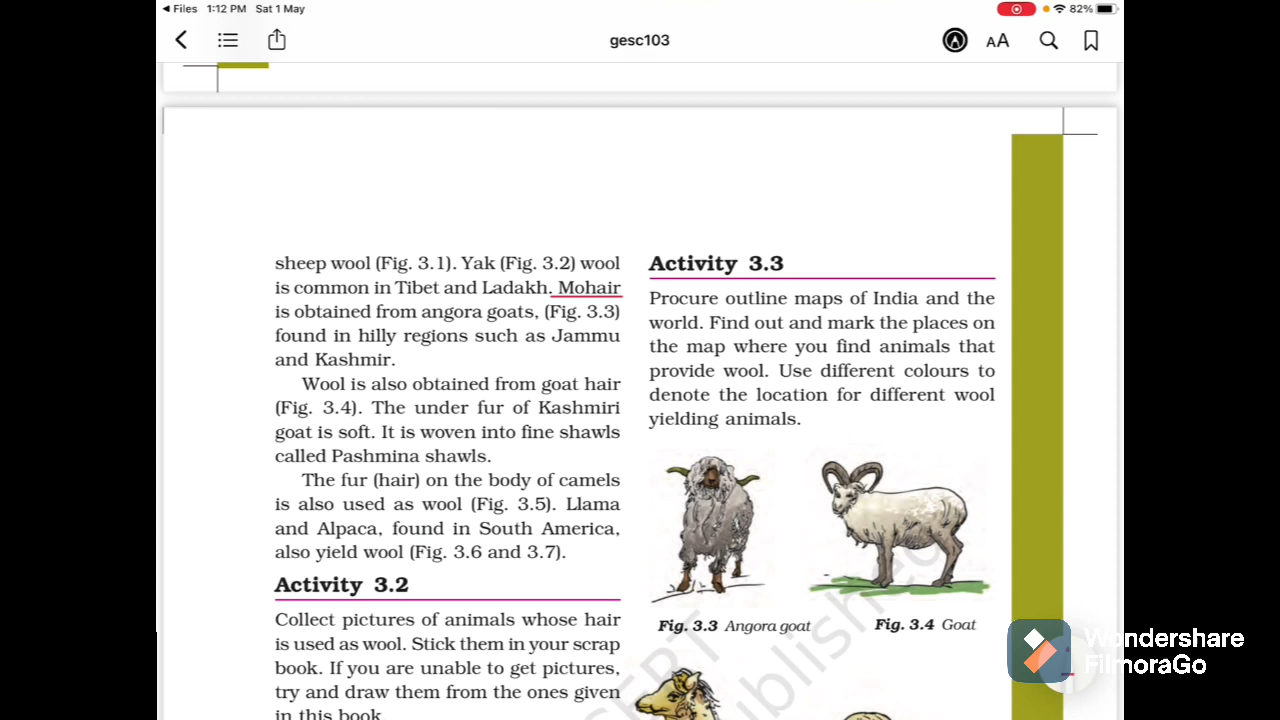 Files 1:12 PM Sat 1 May 82%
gesc103
AA
sheep wool (Fig. 3.1). Yak (Fig. 3.2) wool
is common in Tibet and Ladakh. Mohair
is obtained from angora goats, (Fig. 3.3)
found in hilly regions such as Jammu
and Kashmir.
Wool is also obtained from goat hair
(Fig. 3.4). The under fur of Kashmiri
goat is soft. It is woven into fine shawls
called Pashmina shawls.
The fur (hair) on the body of camels
is also used as wool (Fig. 3.5). Llama
and Alpaca, found in South America,
also yield wool (Fig. 3.6 and 3.7).
Activity 3.2
Collect pictures of animals whose hair
is used as wool. Stick them in your scrap
book. If you are unable to get pictures,
try and draw them from the ones given
in this book.
Activity 3.3
Procure outline maps of India and the
world. Find out and mark the places on
the map where you find animals that
provide wool. Use different colours to
denote the location for different wool
yielding animals.
Fig. 3.3 Angora goat
Fig. 3.4 Goat
Wondershare
FilmoraGo